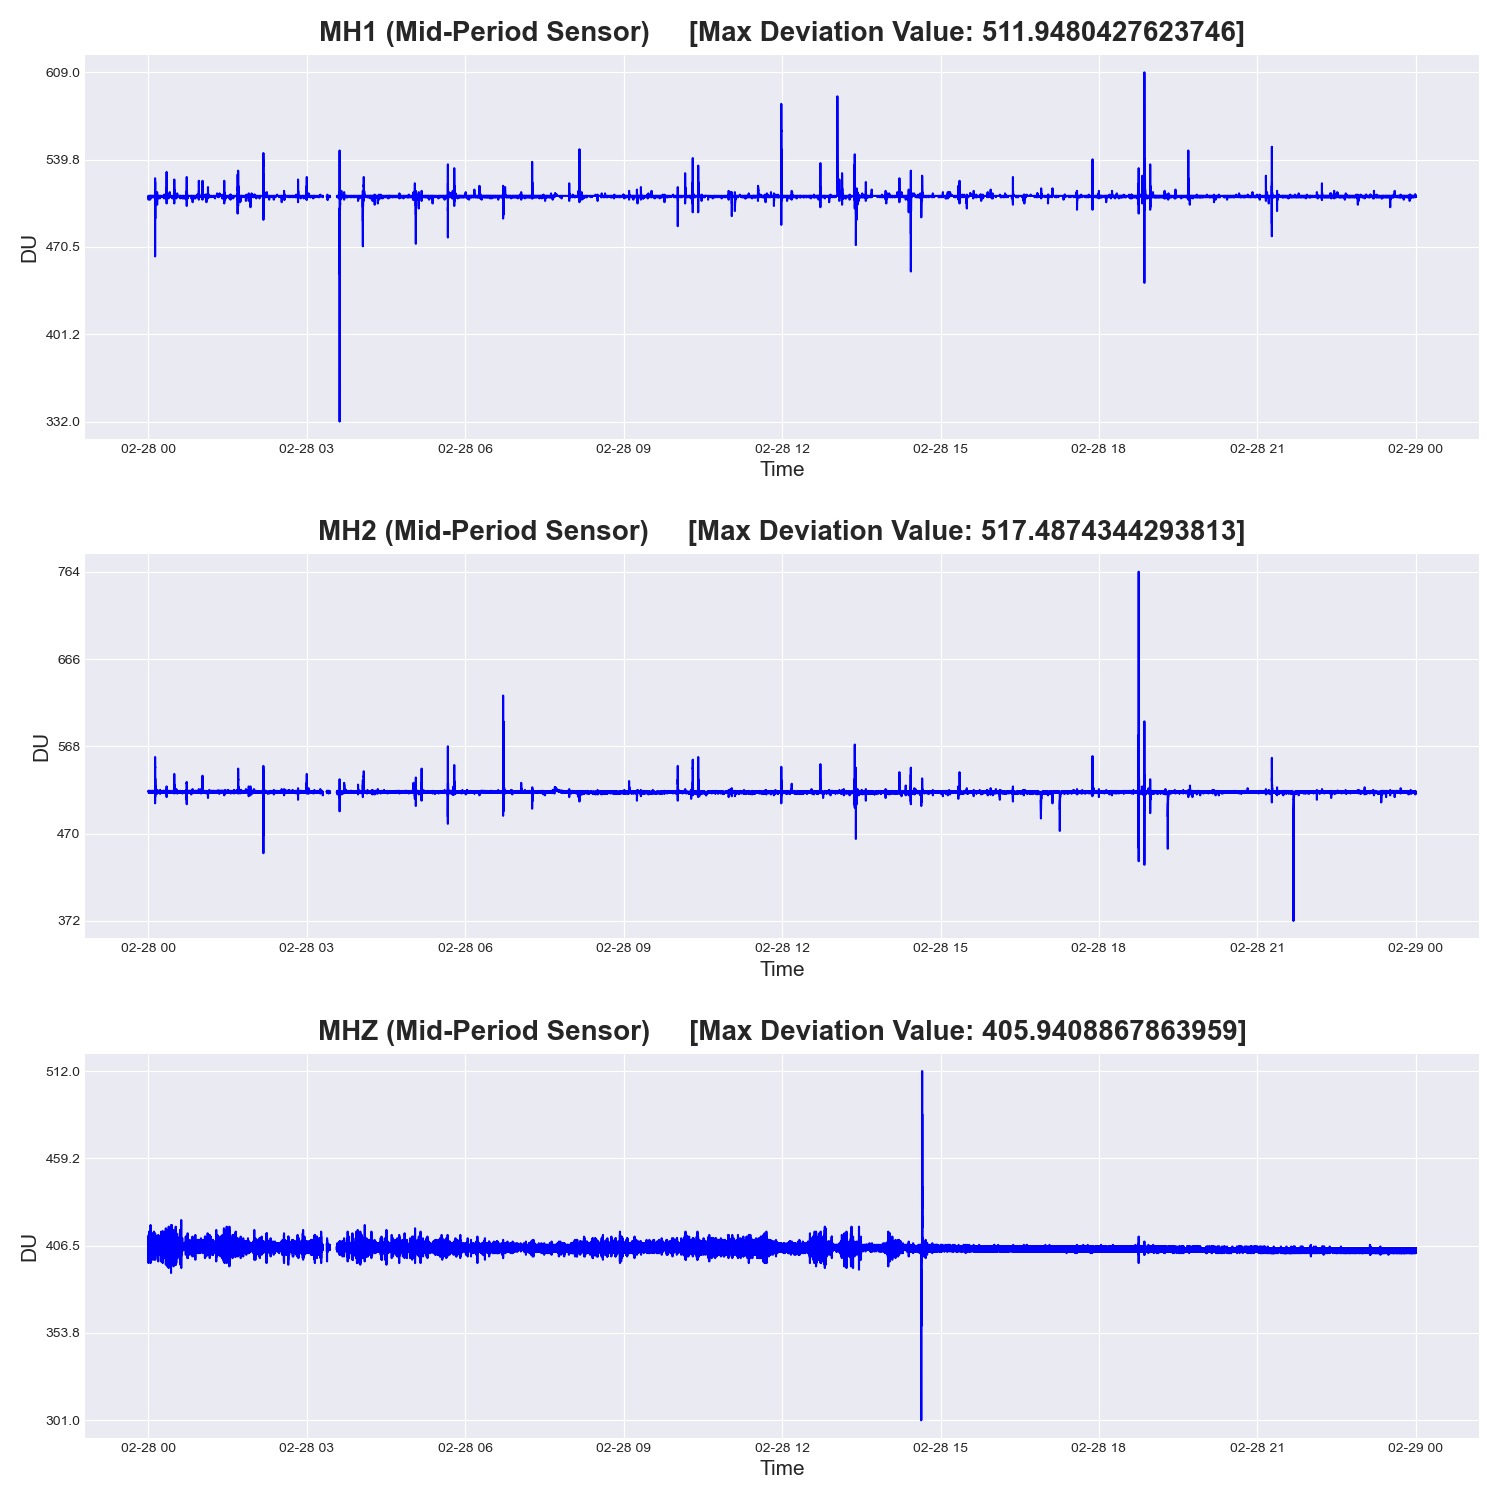 MH1 (Mid-Period Sensor) [Max Deviation Value: 511.9480427623746]
609.0
539.8
470.5
401.2
332.0
DU
02-28 00 02-28 03 02-28 06 02-28 09 02-28 12 02-28 15 02-28 18 02-28 21 02-29 00
Time
MH2 (Mid-Period Sensor) [Max Deviation Value: 517.4874344293813]
764
666
568
470
372
DU
02-28 00 02-28 03 02-28 06 02-28 09 02-28 12 02-28 15 02-28 18 02-28 21 02-29 00
Time
MHZ (Mid-Period Sensor) [Max Deviation Value: 405.9408867863959]
512.0
459.2
406.5
353.8
301.0
DU
02-28 00 02-28 03 02-28 06 02-28 09 02-28 12 02-28 15 02-28 18 02-28 21 02-29 00
Time